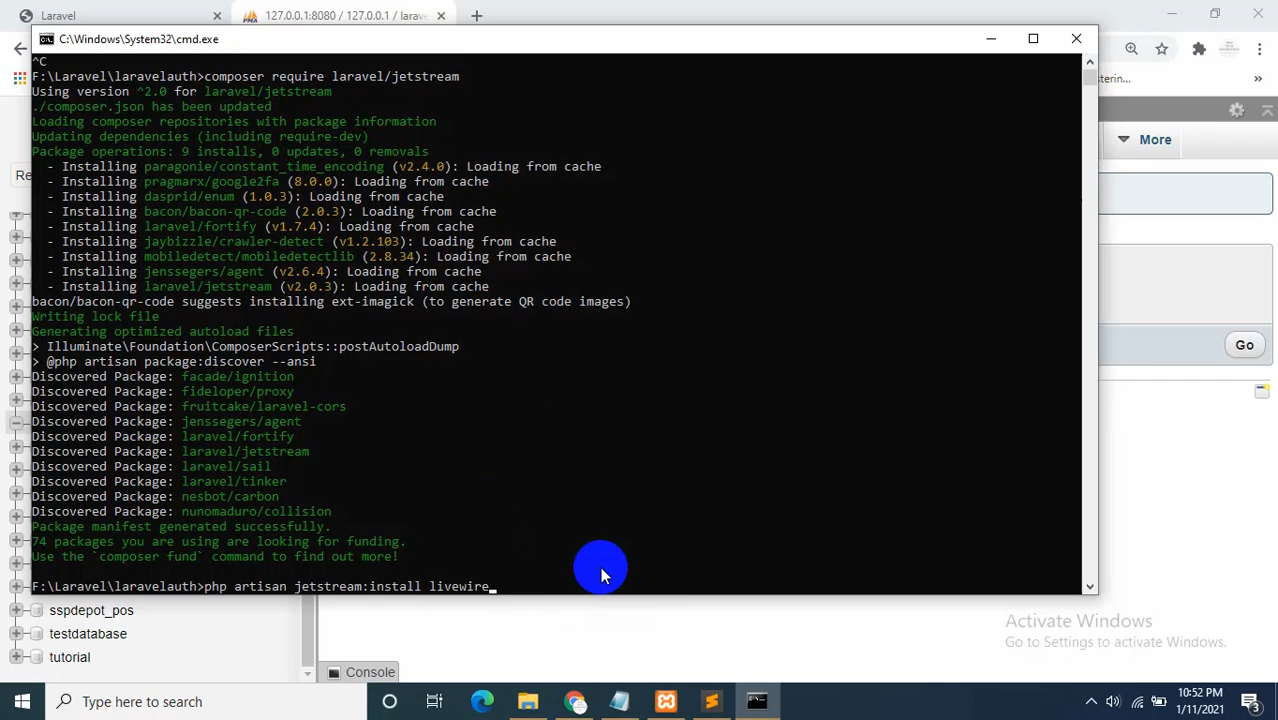 Laravel
127.0.0.1:8080 / 127.0.0.1 / larave
C:\Windows\System32\cmd.exe
^C
F:\Laravel\laravelauth>composer require laravel/jetstream
Using version ^2.0 for laravel/jetstream
./composer.json has been updated
Loading composer repositories with package information
Updating dependencies (including require-dev)
Package operations: 9 installs, 0 updates, 0 removals
- Installing paragonie/constant_time_encoding (v2.4.0): Loading from cache
- Installing pragmarx/google2fa (8.0.0): Loading from cache
- Installing dasprid/enum (1.0.3): Loading from cache
- Installing bacon/bacon-qr-code (2.0.3): Loading from cache
- Installing laravel/fortify (v1.7.4): Loading from cache
- Installing jaybizzle/crawler-detect (v1.2.103): Loading from cache
- Installing mobiledetect/mobiledetectlib (2.8.34): Loading from cache
- Installing jenssegers/agent (v2.6.4): Loading from cache
- Installing laravel/jetstream (v2.0.3): Loading from cache
bacon/bacon-qr-code suggests installing ext-imagick (to generate QR code images)
Writing lock file
Generating optimized autoload files
> Illuminate\Foundation\ComposerScripts::postAutoloadDump
> @php artisan package:discover --ansi
Discovered Package: facade/ignition
Discovered Package: fideloper/proxy
Discovered Package: fruitcake/laravel-cors
Discovered Package: jenssegers/agent
Discovered Package: laravel/fortify
Discovered Package: laravel/jetstream
Discovered Package: laravel/sail
Discovered Package: laravel/tinker
Discovered Package: nesbot/carbon
Discovered Package: nunomaduro/collision
Package manifest generated successfully.
74 packages you are using are looking for funding.
Use the `composer fund` command to find out more!
F:\Laravel\laravelauth>php artisan jetstream:install livewire
sterin...
»
More
Re
Go
sspdepot_pos
testdatabase
tutorial
Console
Activate Windows
Go to Settings to activate Windows.
Type here to search
10:52 PM
1/11/2021
3